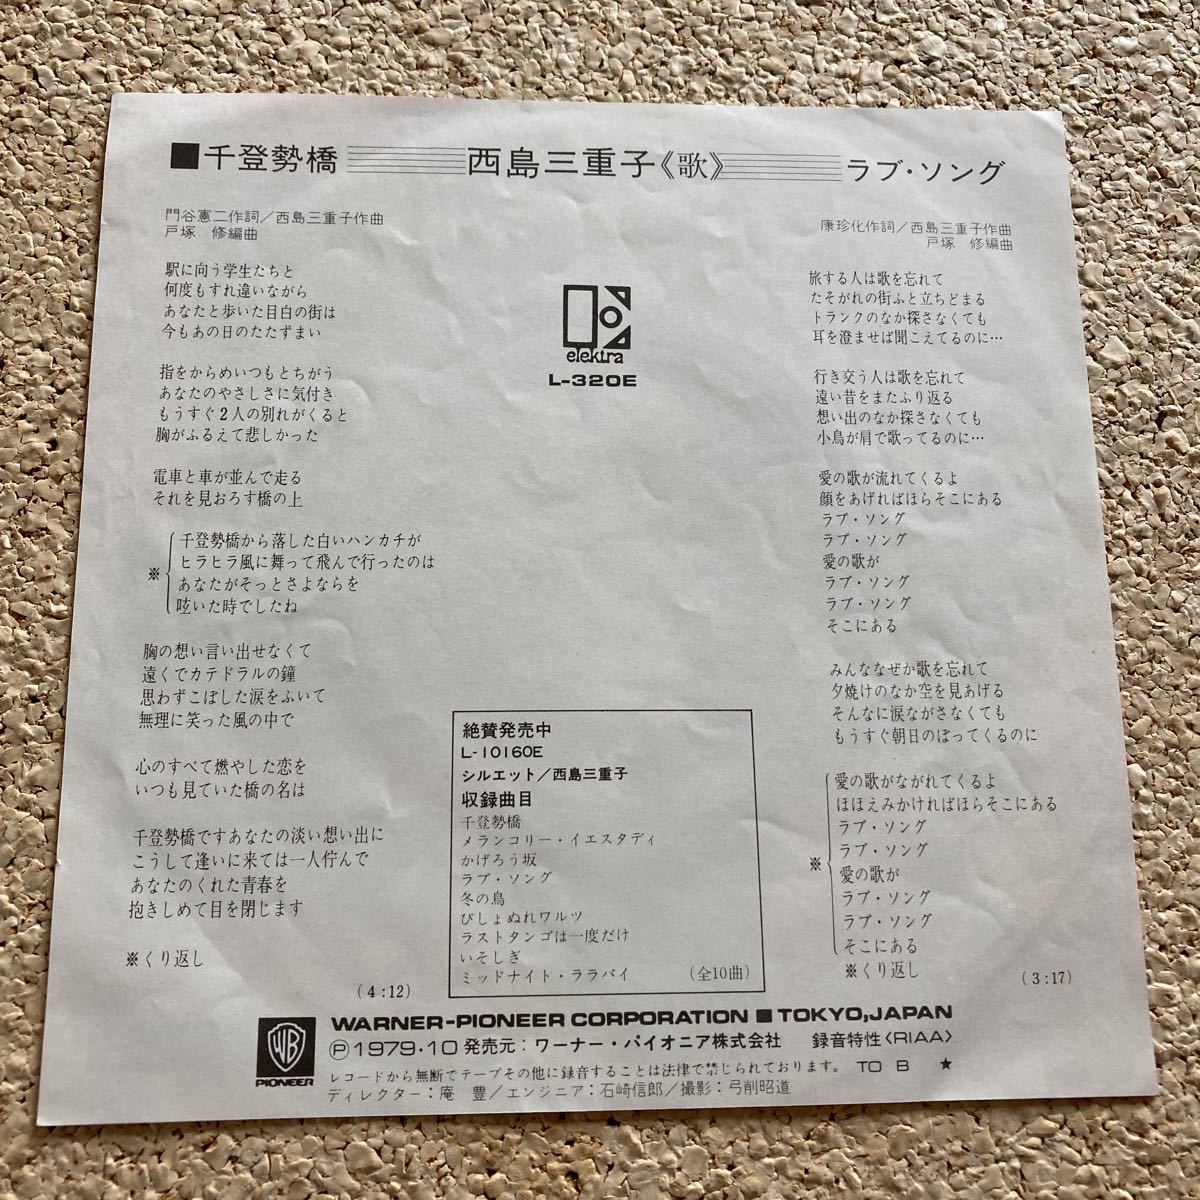 ■千登勢橋
西島三重子《歌》
ラブ・ソング
門谷憲二作詞／西島三重子作曲
戸塚 修編曲
駅に向う学生たちと
何度もすれ違いながら
あなたと歩いた目白の街は
今もあの日のたたずまい
指をからめいつもとちがう
あなたのやさしさに気付き
もうすぐ2人の別れがくると
胸がふるえて悲しかった
電車と車が並んで走る
それを見おろす橋の上
※
千登勢橋から落した白いハンカチが
ヒラヒラ風に舞って飛んで行ったのは
あなたがそっとさよならを
呟いた時でしたね
胸の想い言い出せなくて
遠くでカテドラルの鐘
思わずこぼした涙をふいて
無理に笑った風の中で
心のすべて燃やした恋を
いつも見ていた橋の名は
千登勢橋ですあなたの淡い想い出に
こうして逢いに来ては一人佇んで
あなたのくれた青春を
抱きしめて目を閉じます
※くり返し
(4:12)
elektra
L-320E
絶賛発売中
L-10160E
シルエット／西島三重子
収録曲目
千登勢橋
メランコリー・イエスタディ
かげろう坂
ラブ・ソング
冬の鳥
びしょぬれワルツ
ラストタンゴは一度だけ
いそしぎ
ミッドナイト・ララバイ
(全10曲)
康珍化作詞／西島三重子作曲
戸塚 修編曲
旅する人は歌を忘れて
たそがれの街ふと立ちどまる
トランクのなか探さなくても
耳を澄ませば聞こえてるのに…
行き交う人は歌を忘れて
遠い昔をまたふり返る
想い出のなか探さなくても
小鳥が肩で歌ってるのに…
愛の歌が流れてくるよ
顔をあげればほらそこにある
ラブ・ソング
ラブ・ソング
愛の歌が
ラブ・ソング
ラブ・ソング
そこにある
みんななぜか歌を忘れて
夕焼けのなか空を見あげる
そんなに涙ながさなくても
もうすぐ朝日のぼってくるのに
※
愛の歌がながれてくるよ
ほほえみかければほらそこにある
ラブ・ソング
ラブ・ソング
愛の歌が
ラブ・ソング
ラブ・ソング
そこにある
※くり返し
(3:17)
WB
PIONEER
WARNER-PIONEER CORPORATION ■ TOKYO,JAPAN
Ⓟ1979・10 発売元：ワーナー・パイオニア株式会社 録音特性〈RIAA〉
レコードから無断でテープその他に録音することは法律で禁じられております。 TO B ★
ディレクター：庵 豊／エンジニア：石崎信郎／撮影：弓削昭道